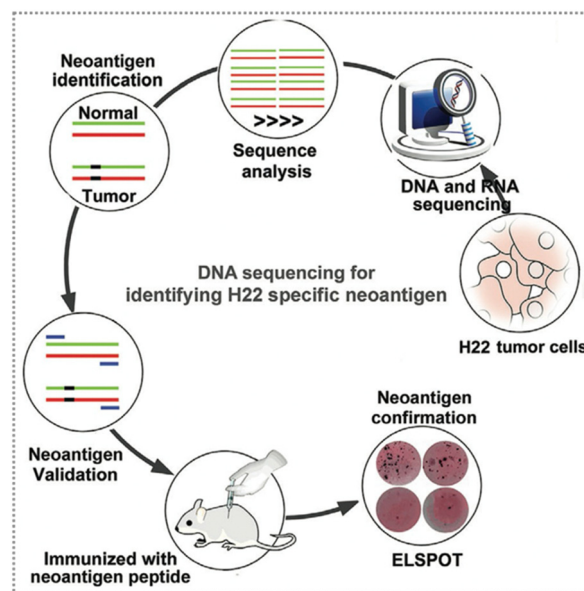 Neoantigen
identification
Normal
Tumor
>>>>
Sequence
analysis
DNA and RNA
sequencing
DNA sequencing for
identifying H22 specific neoantigen
H22 tumor cells
Neoantigen
Validation
Immunized with
neoantigen peptide
Neoantigen
confirmation
ELSPOT